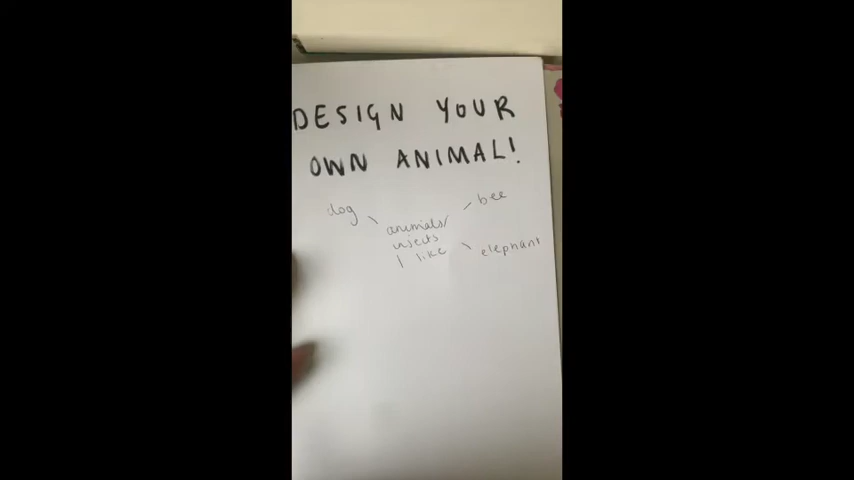 DESIGN YOUR
OWN ANIMAL!
dog
bee
animals/
insects
I like
elephant